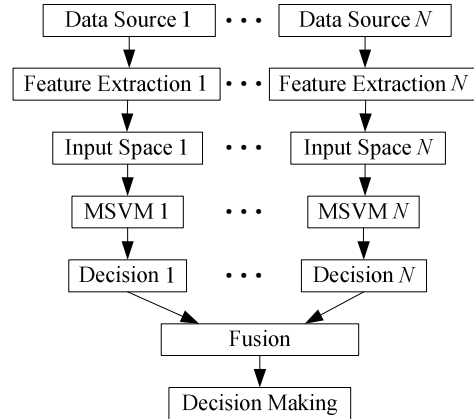 Data Source 1 • • • Data Source N
Feature Extraction 1 • • • Feature Extraction N
Input Space 1 • • • Input Space N
MSVM 1 • • • MSVM N
Decision 1 • • • Decision N
Fusion
Decision Making